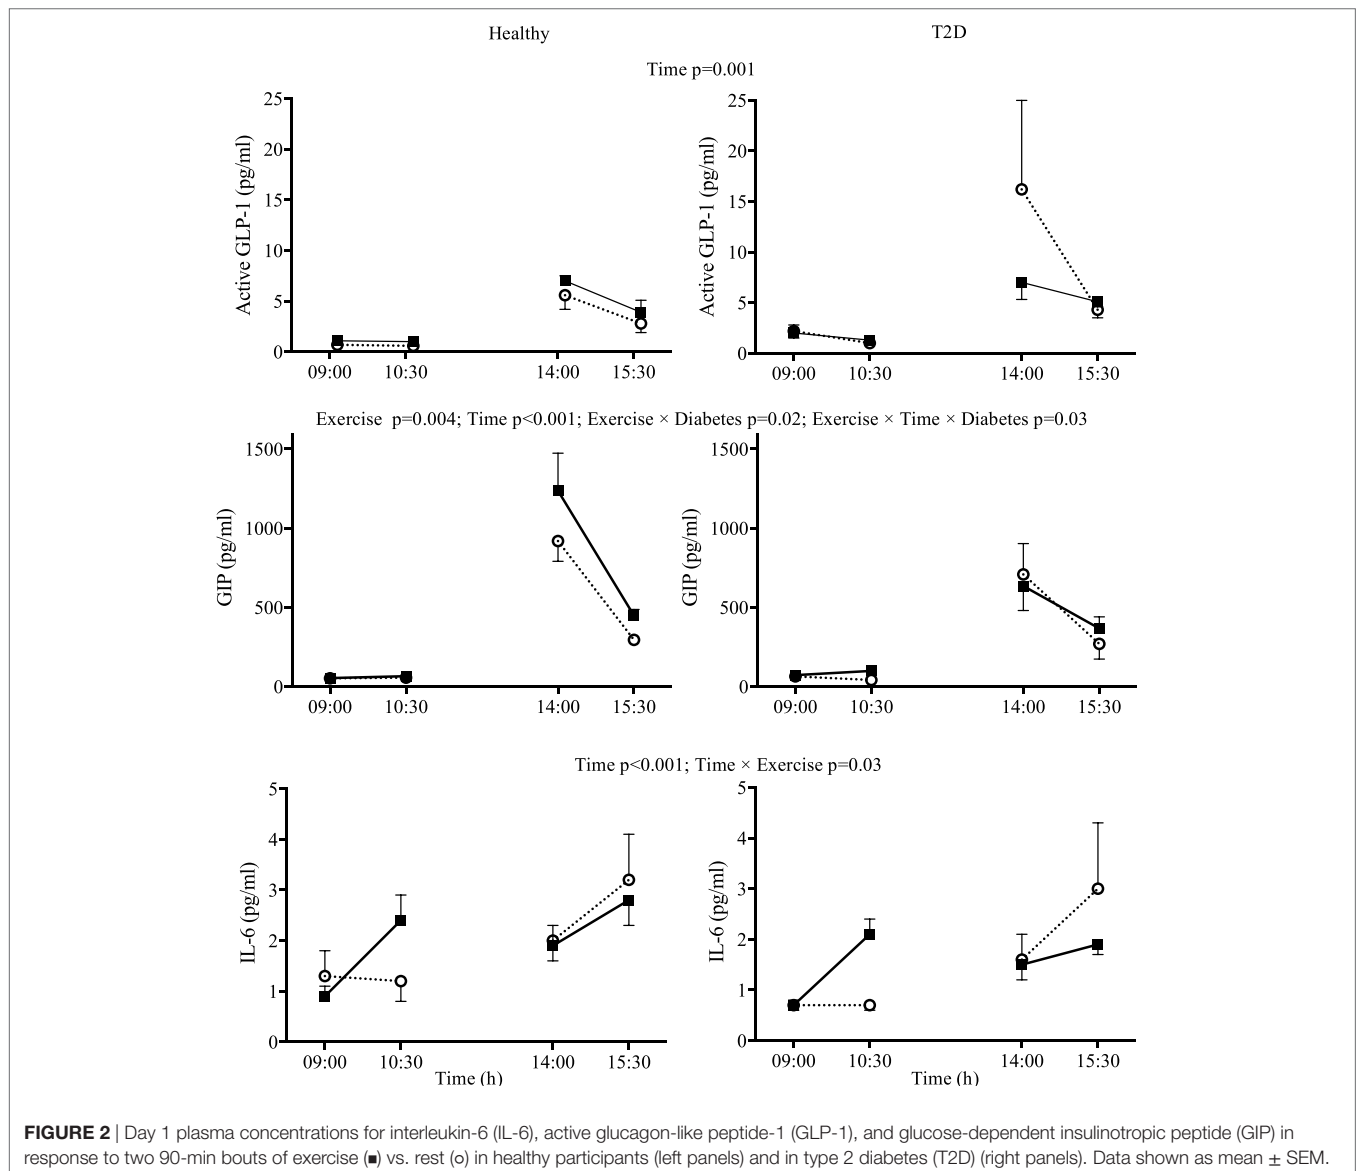 Healthy
T2D
Time p=0.001
Active GLP-1 (pg/ml)
25
20
15
10
5
0
09:00 10:30 14:00 15:30
Active GLP-1 (pg/ml)
25
20
15
10
5
0
09:00 10:30 14:00 15:30
Exercise p=0.004; Time p<0.001; Exercise × Diabetes p=0.02; Exercise × Time × Diabetes p=0.03
GIP (pg/ml)
1500
1000
500
0
09:00 10:30 14:00 15:30
GIP (pg/ml)
1500
1000
500
0
09:00 10:30 14:00 15:30
Time p<0.001; Time × Exercise p=0.03
IL-6 (pg/ml)
5
4
3
2
1
0
09:00 10:30 14:00 15:30
Time (h)
IL-6 (pg/ml)
5
4
3
2
1
0
09:00 10:30 14:00 15:30
Time (h)
FIGURE 2 | Day 1 plasma concentrations for interleukin-6 (IL-6), active glucagon-like peptide-1 (GLP-1), and glucose-dependent insulinotropic peptide (GIP) in
response to two 90-min bouts of exercise (■) vs. rest (o) in healthy participants (left panels) and in type 2 diabetes (T2D) (right panels). Data shown as mean ± SEM.